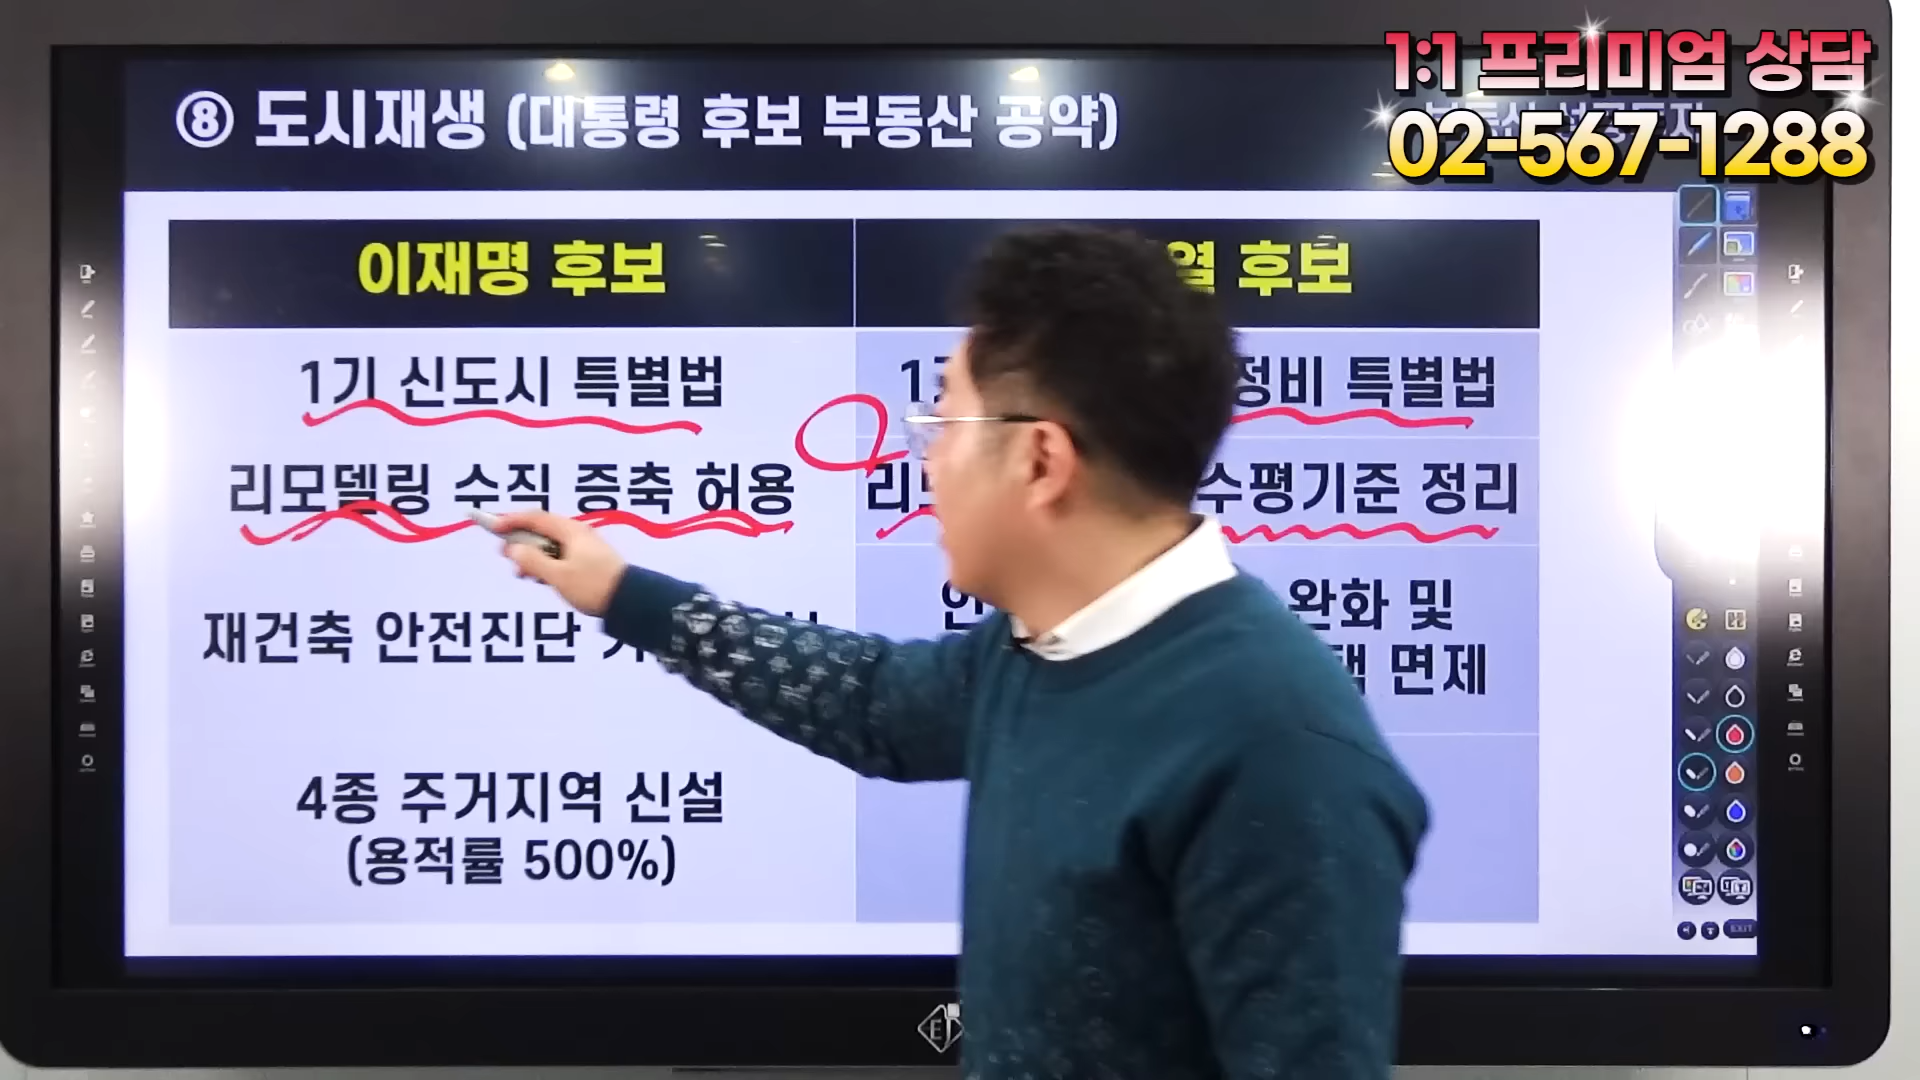 1:1 프리미엄 상담
02-567-1288
⑧ 도시재생 (대통령 후보 부동산 공약)
이재명 후보
열 후보
1기 신도시 특별법
정비 특별법
리모델링 수직 증축 허용
수평기준 정리
재건축 안전진단
완화 및
면제
4종 주거지역 신설
(용적률 500%)
EXIT